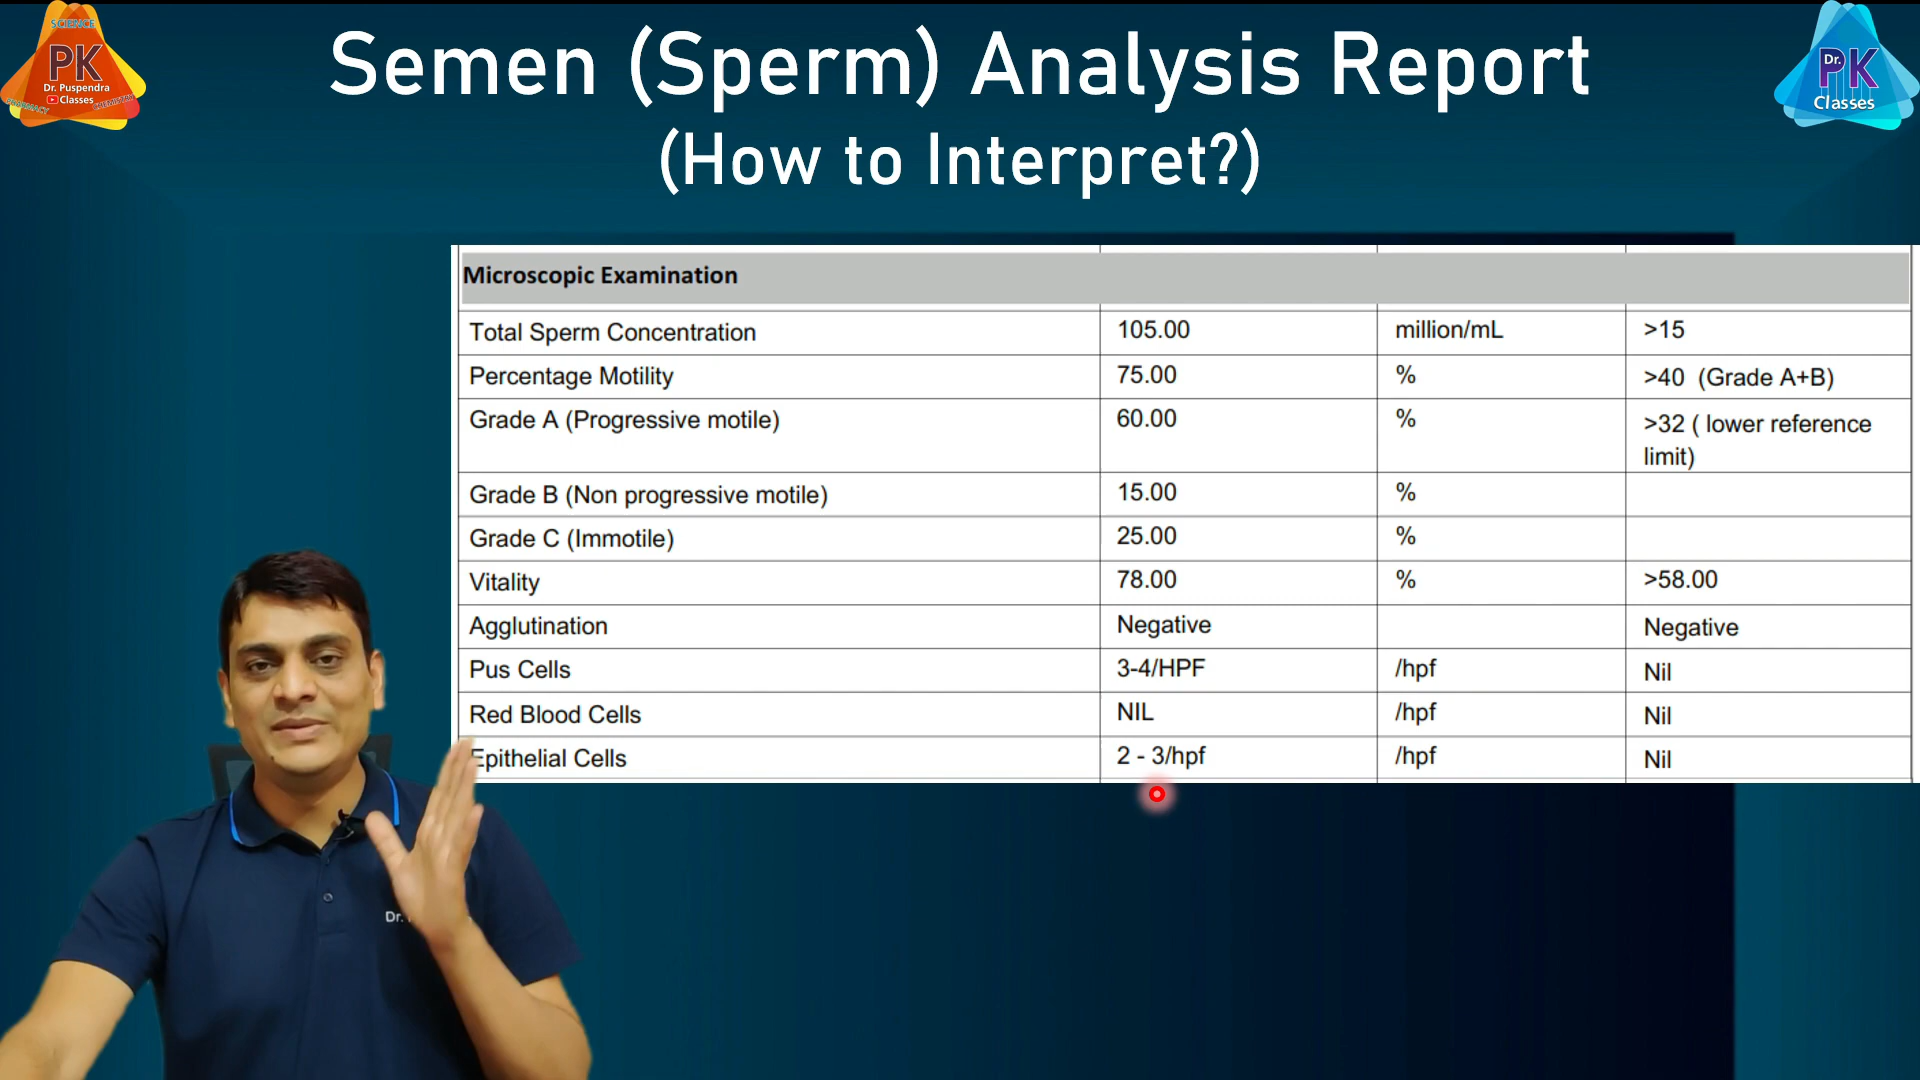 SCIENCE
PK
Dr. Puspendra
Classes
PHARMACY
CHEMISTRY
Semen (Sperm) Analysis Report
(How to Interpret?)
Dr.
PK
Classes
Microscopic Examination
Total Sperm Concentration 105.00 million/mL >15
Percentage Motility 75.00 % >40 (Grade A+B)
Grade A (Progressive motile) 60.00 % >32 ( lower reference
limit)
Grade B (Non progressive motile) 15.00 %
Grade C (Immotile) 25.00 %
Vitality 78.00 % >58.00
Agglutination Negative Negative
Pus Cells 3-4/HPF /hpf Nil
Red Blood Cells NIL /hpf Nil
Epithelial Cells 2 - 3/hpf /hpf Nil
Dr.